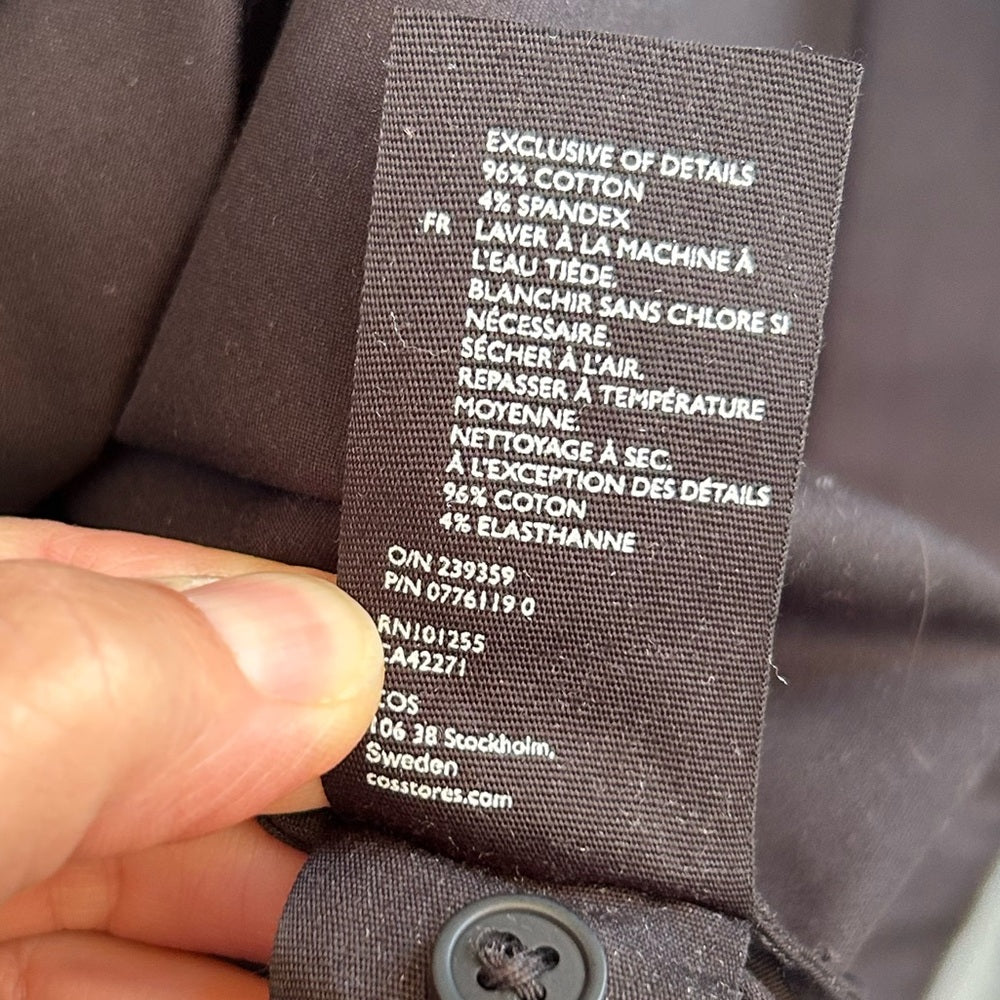 EXCLUSIVE OF DETAILS
96% COTTON
4% SPANDEX
FR LAVER À LA MACHINE À
L'EAU TIÈDE.
BLANCHIR SANS CHLORE SI
NÉCESSAIRE.
SÉCHER À L'AIR.
REPASSER À TEMPÉRATURE
MOYENNE.
NETTOYAGE À SEC.
À L'EXCEPTION DES DÉTAILS
96% COTON
4% ELASTHANNE
O/N 239359
P/N 0776119 0
RN101255
CA42271
COS
106 38 Stockholm,
Sweden
cosstores.com